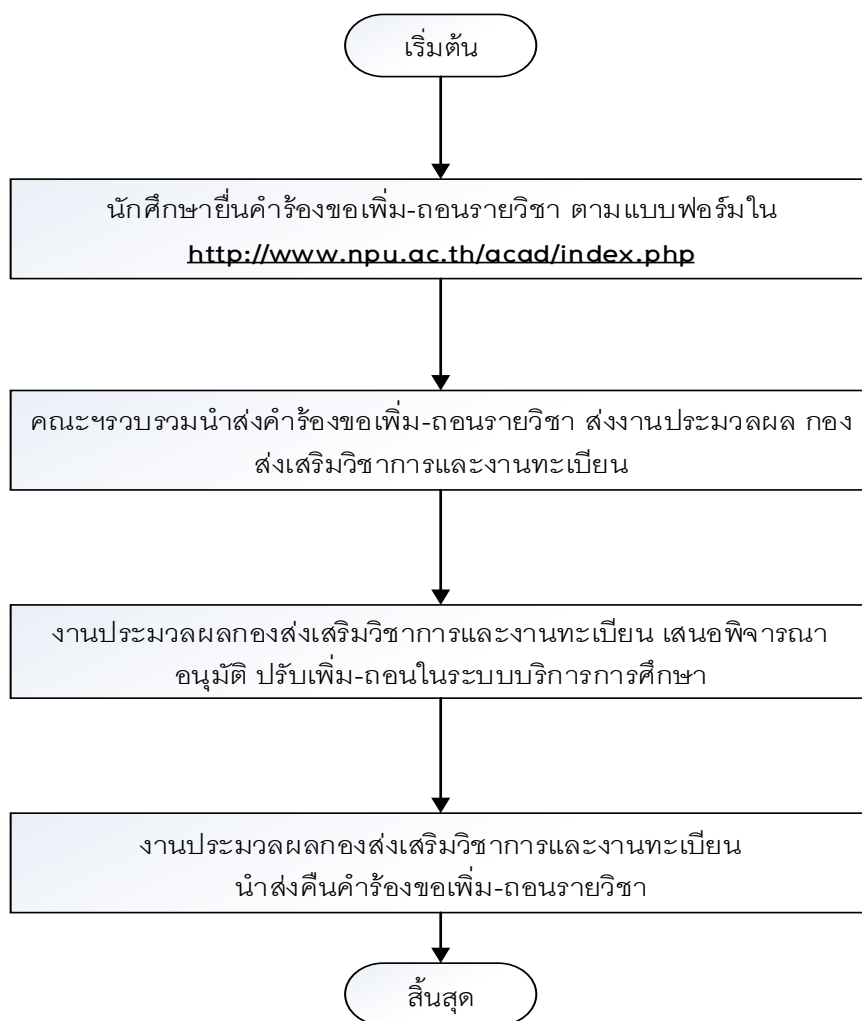 เริ่มต้น
นักศึกษายื่นคำร้องขอเพิ่ม-ถอนรายวิชา ตามแบบฟอร์มใน
http://www.npu.ac.th/acad/index.php
คณะฯรวบรวมนำส่งคำร้องขอเพิ่ม-ถอนรายวิชา ส่งงานประมวลผล กอง
ส่งเสริมวิชาการและงานทะเบียน
งานประมวลผลกองส่งเสริมวิชาการและงานทะเบียน เสนอพิจารณา
อนุมัติ ปรับเพิ่ม-ถอนในระบบบริการการศึกษา
งานประมวลผลกองส่งเสริมวิชาการและงานทะเบียน
นำส่งคืนคำร้องขอเพิ่ม-ถอนรายวิชา
สิ้นสุด